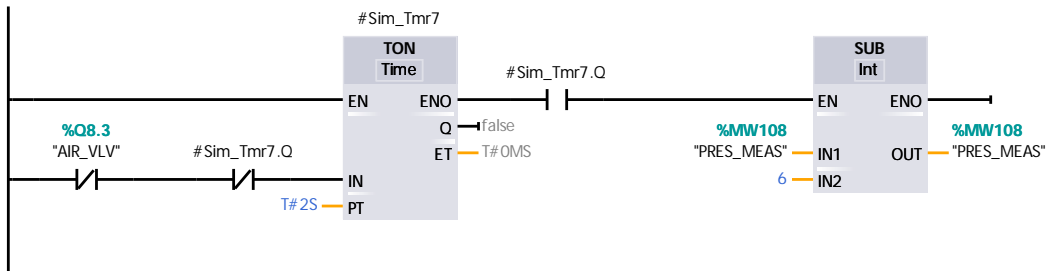 #Sim_Tmr7
TON
Time
SUB
Int
#Sim_Tmr7.Q
EN
ENO
EN
ENO
%Q8.3
"AIR_VLV"
#Sim_Tmr7.Q
Q
false
ET
T#0MS
%MW108
"PRES_MEAS"
IN1
OUT
%MW108
"PRES_MEAS"
IN
6
IN2
T#2S
PT